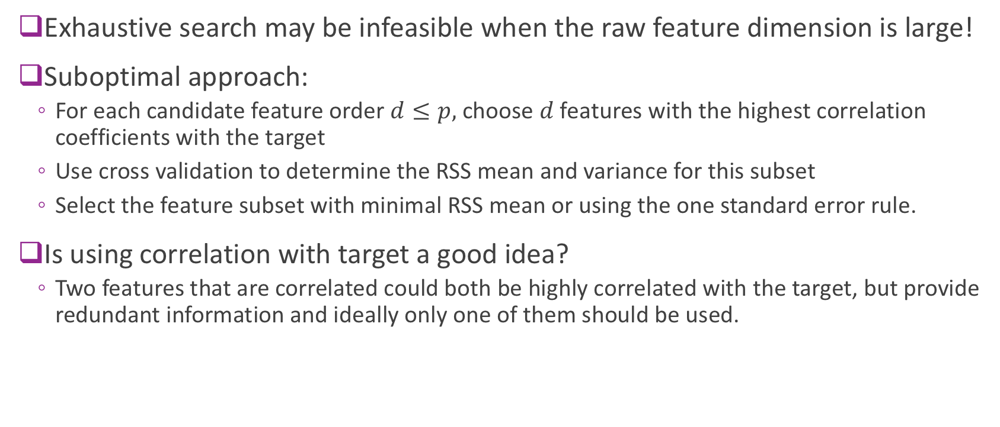 ❑Exhaustive search may be infeasible when the raw feature dimension is large!
❑Suboptimal approach:
◦ For each candidate feature order 𝑑 ≤ 𝑝, choose 𝑑 features with the highest correlation
coefficients with the target
◦ Use cross validation to determine the RSS mean and variance for this subset
◦ Select the feature subset with minimal RSS mean or using the one standard error rule.
❑Is using correlation with target a good idea?
◦ Two features that are correlated could both be highly correlated with the target, but provide
redundant information and ideally only one of them should be used.